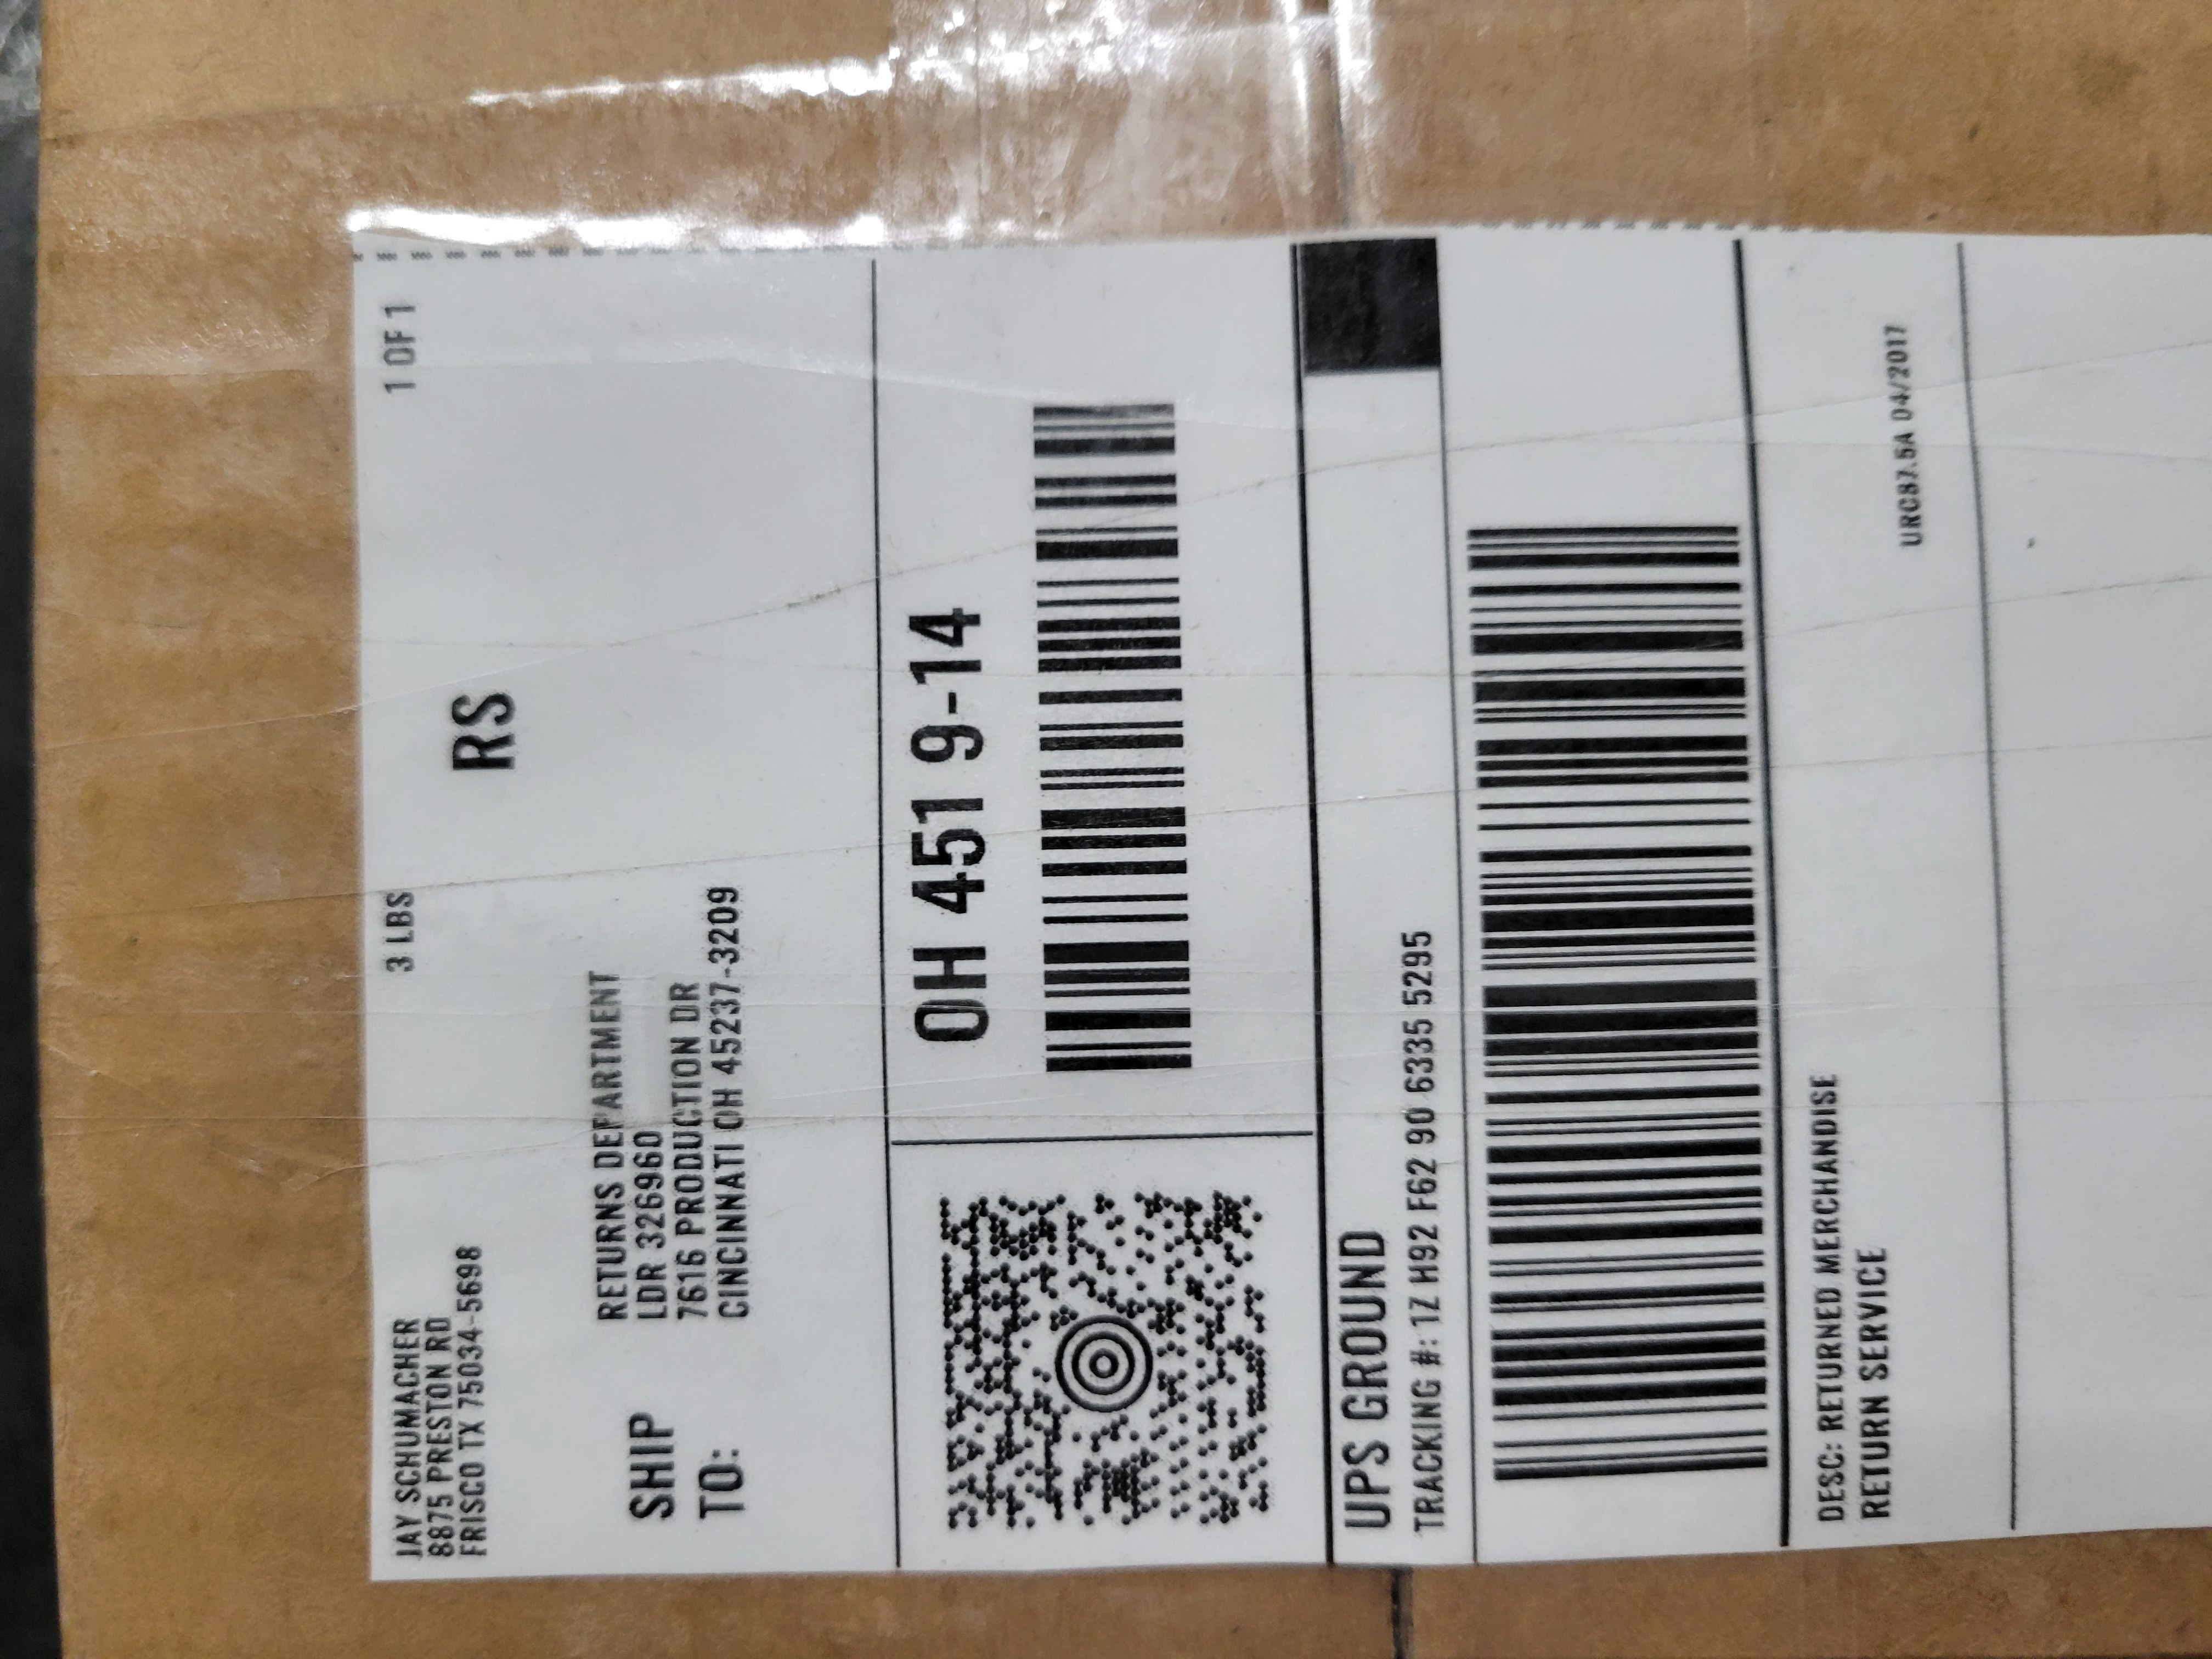 JAY SCHUMACHER
8875 PRESTON RD
FRISCO TX 75034-5698
3 LBS
1 OF 1
RS
SHIP
TO:
RETURNS DEPARTMENT
LDR 326960
7616 PRODUCTION DR
CINCINNATI OH 45237-3209
OH 451 9-14
UPS GROUND
TRACKING #: 1Z H92 F62 90 6335 5295
DESC: RETURNED MERCHANDISE
RETURN SERVICE
URC87.5A 04/2017